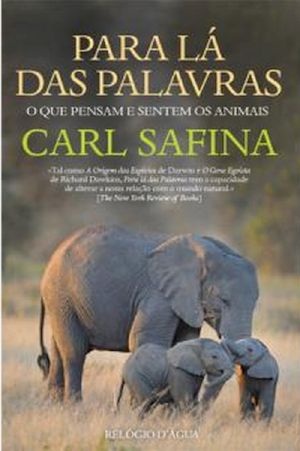 PARA LÁ
DAS PALAVRAS
O QUE PENSAM E SENTEM OS ANIMAIS
CARL SAFINA
«Tal como A Origem das Espécies de Darwin e O Gene Egoísta
de Richard Dawkins, Para lá das Palavras tem a capacidade
de alterar a nossa relação com o mundo natural.»
[The New York Review of Books]
RELÓGIO D'ÁGUA